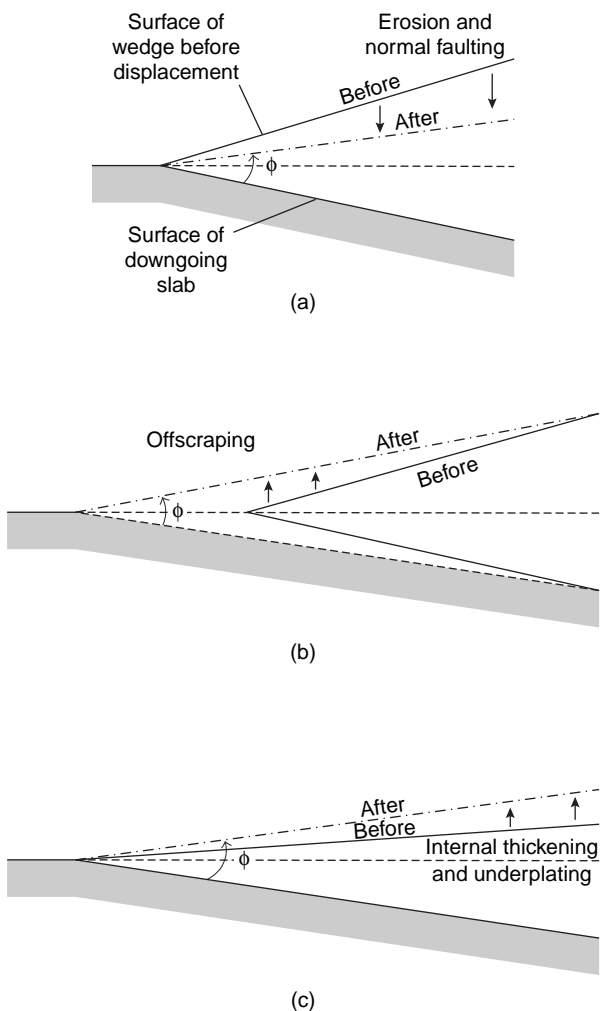 Surface of
wedge before
displacement
Erosion and
normal faulting
Before
After
ϕ
Surface of
downgoing
slab
(a)
Offscraping
After
Before
ϕ
(b)
After
Before
ϕ
Internal thickening
and underplating
(c)